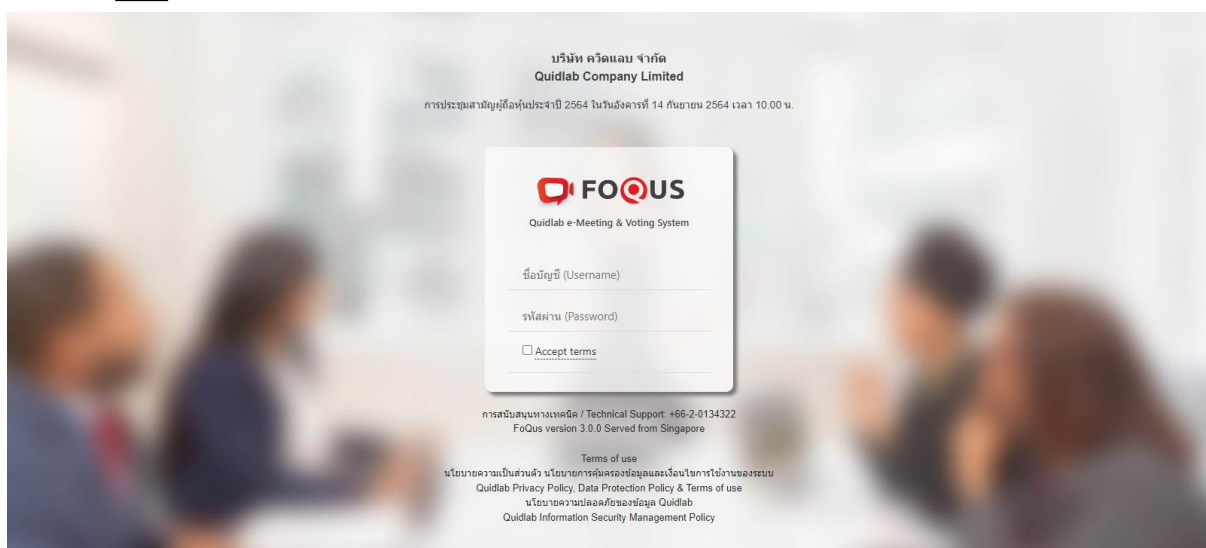 บริษัท ควิดแลบ จำกัด
Quidlab Company Limited
การประชุมสามัญผู้ถือหุ้นประจำปี 2564 ในวันอังคารที่ 14 กันยายน 2564 เวลา 10.00 น.
FOQUS
Quidlab e-Meeting & Voting System
ชื่อบัญชี (Username)
รหัสผ่าน (Password)
Accept terms
การสนับสนุนทางเทคนิค / Technical Support: +66-2-0134322
FoQus version 3.0.0 Served from Singapore
Terms of use
นโยบายความเป็นส่วนตัว นโยบายการคุ้มครองข้อมูลและเงื่อนไขการใช้งานของระบบ
Quidlab Privacy Policy, Data Protection Policy & Terms of use
นโยบายความปลอดภัยของข้อมูล Quidlab
Quidlab Information Security Management Policy